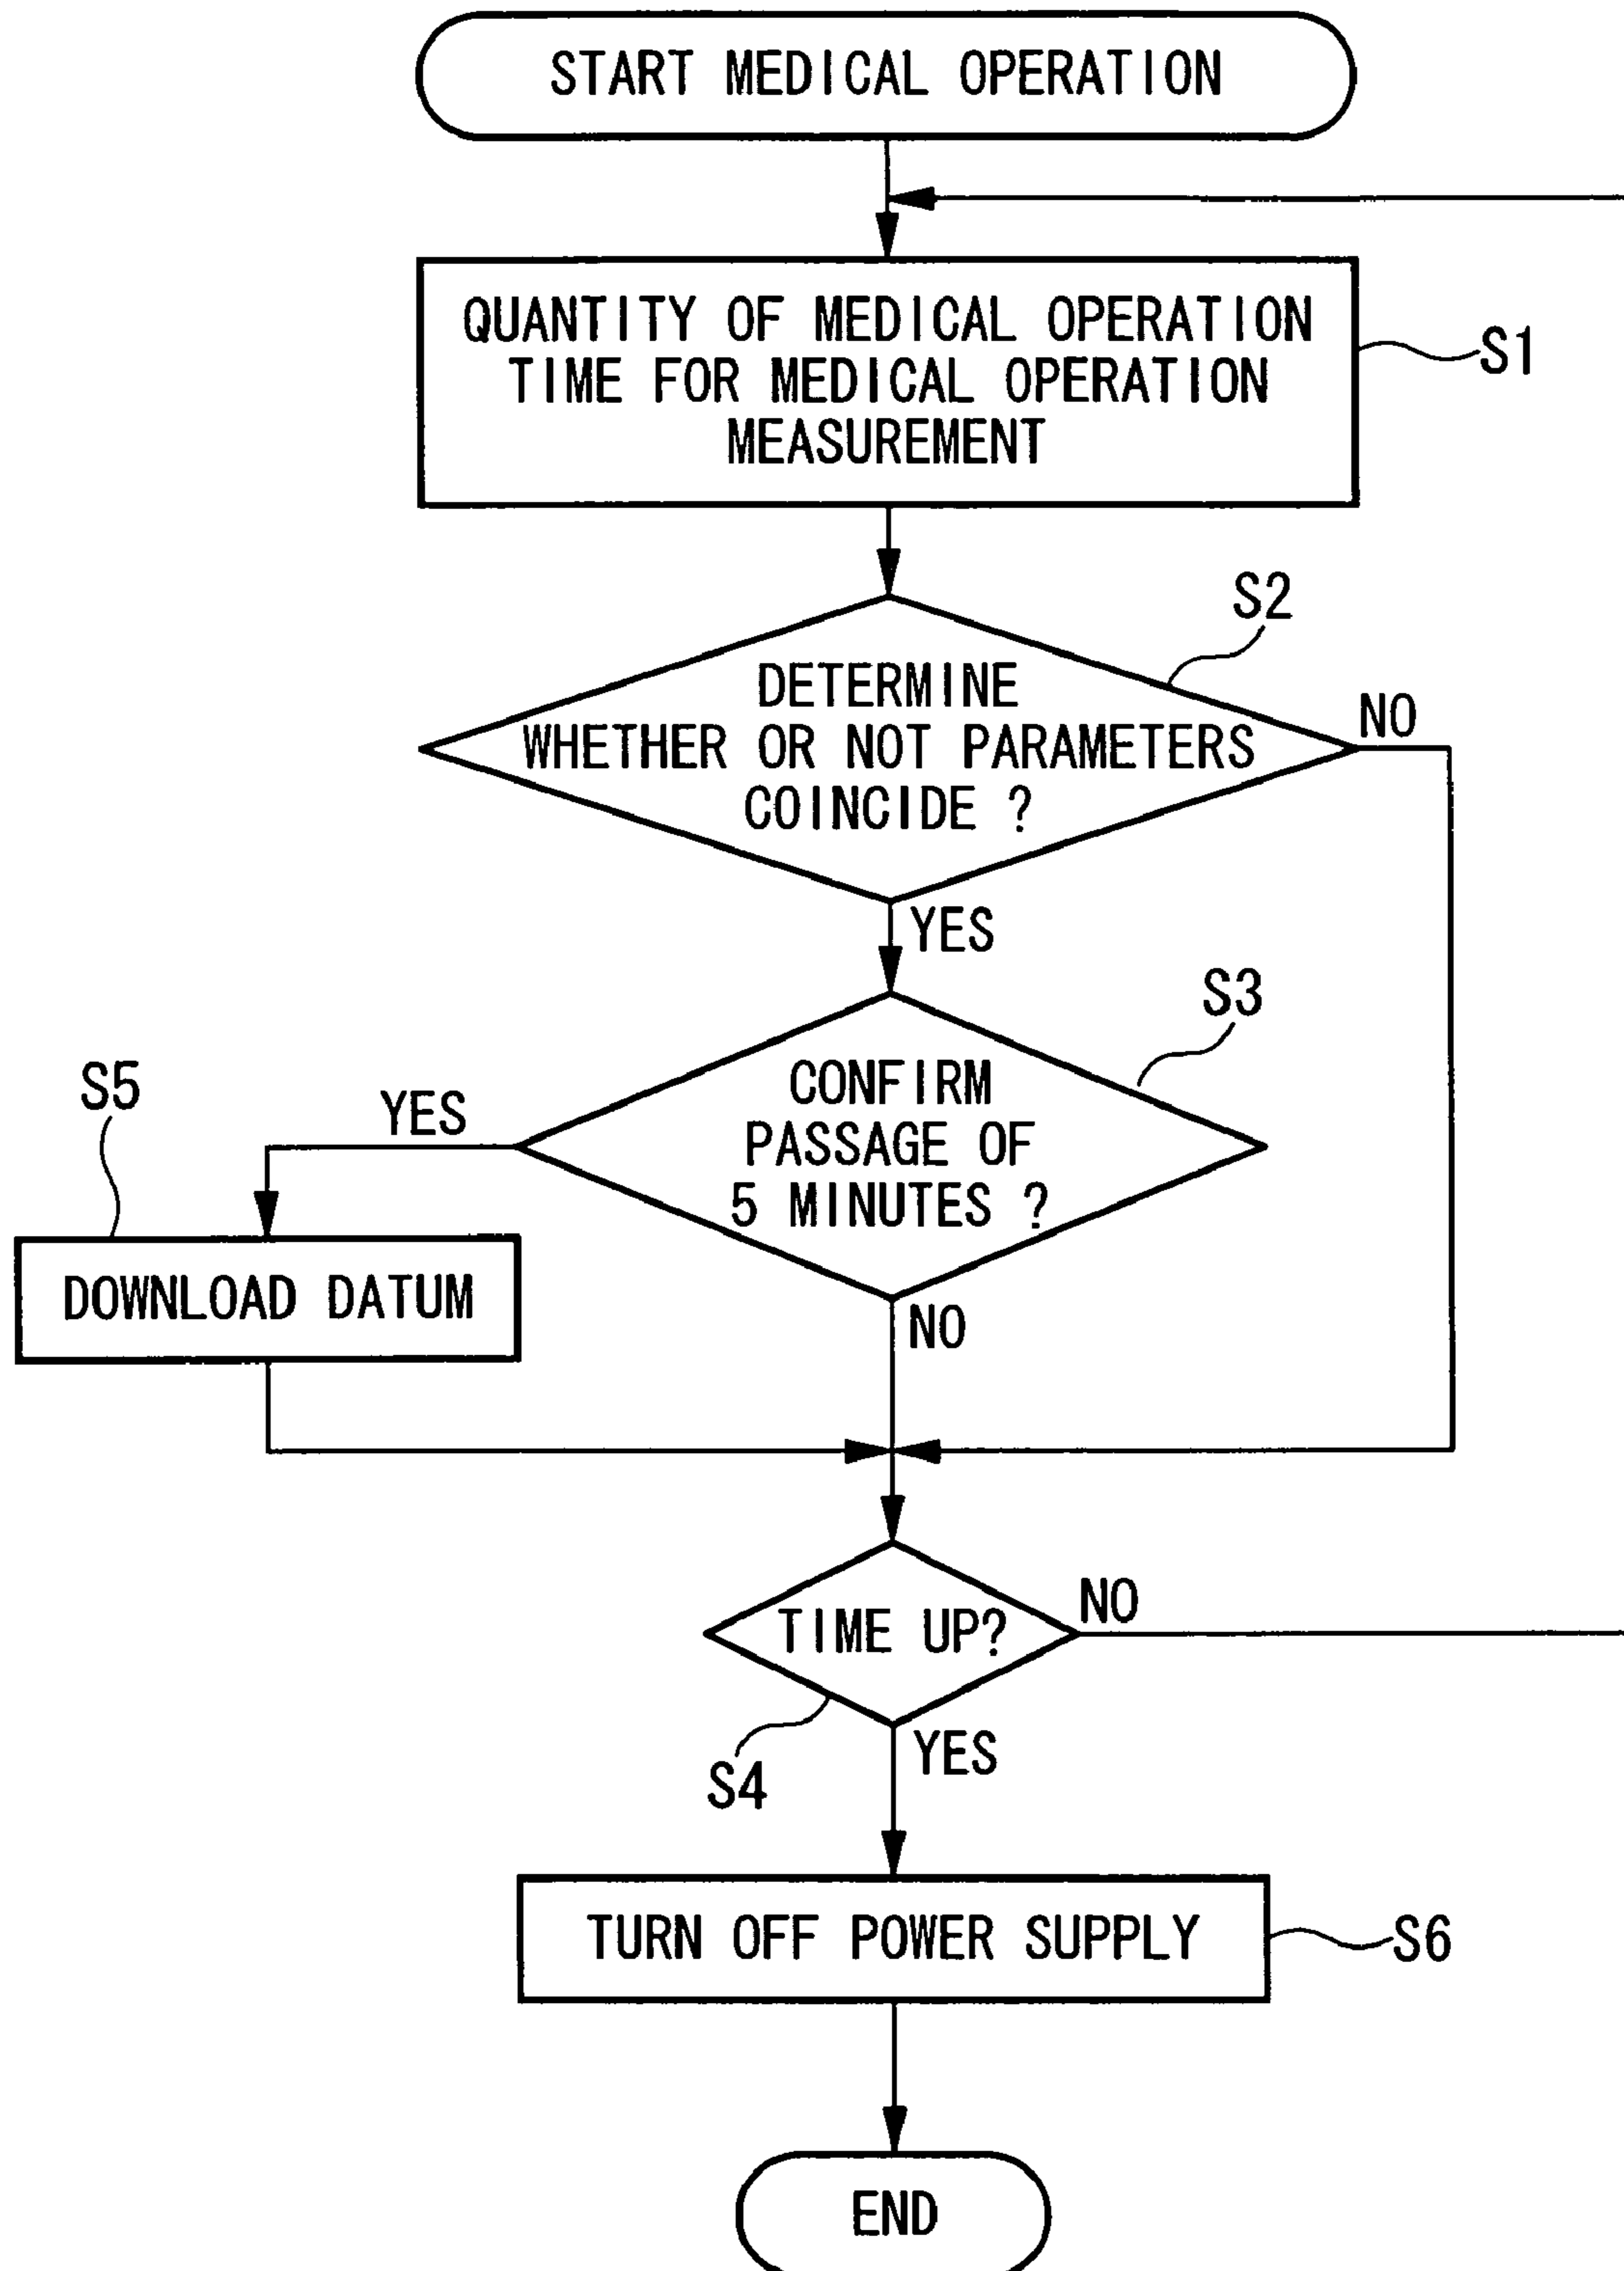 START MEDICAL OPERATION
QUANTITY OF MEDICAL OPERATION
TIME FOR MEDICAL OPERATION
MEASUREMENT
S1
S2
DETERMINE
WHETHER OR NOT PARAMETERS
COINCIDE ?
NO
YES
S3
CONFIRM
PASSAGE OF
5 MINUTES ?
YES
S5
DOWNLOAD DATUM
NO
TIME UP?
NO
S4
YES
TURN OFF POWER SUPPLY
S6
END